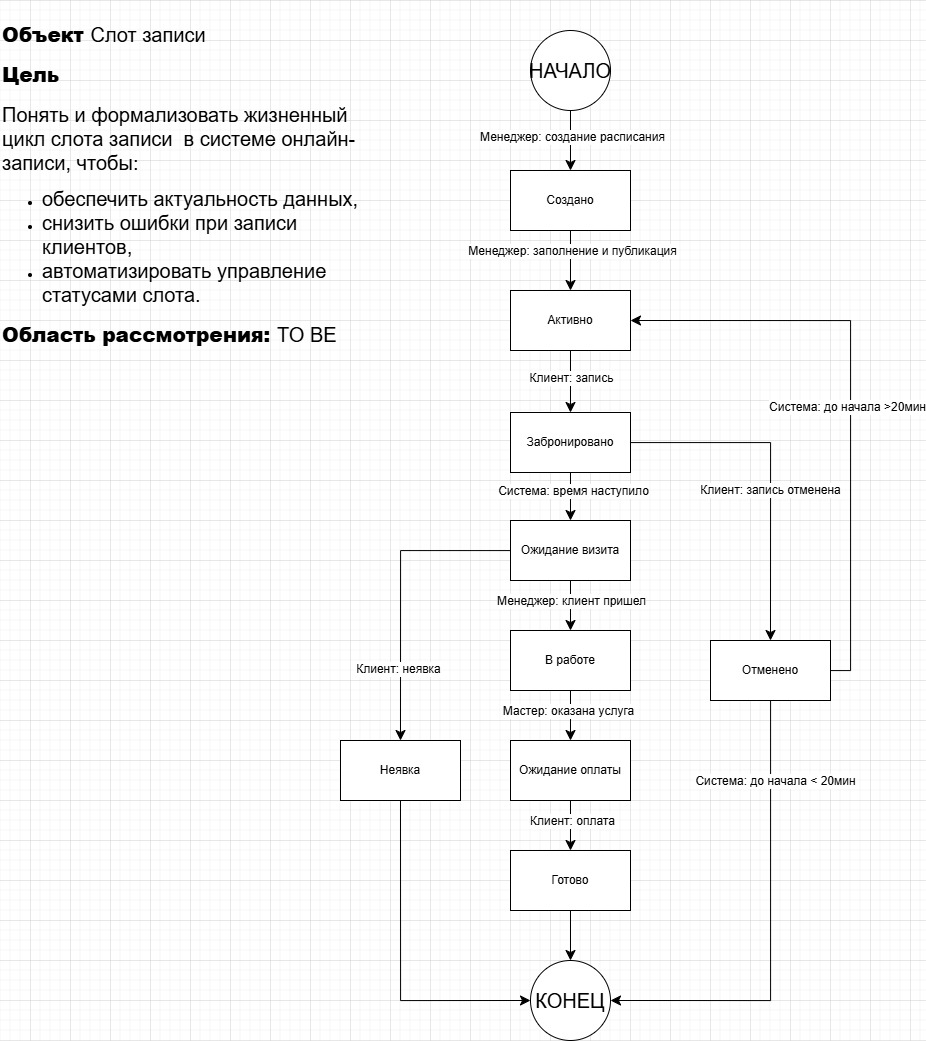 Объект Слот записи
Цель
Понять и формализовать жизненный
цикл слота записи в системе онлайн-
записи, чтобы:
• обеспечить актуальность данных,
• снизить ошибки при записи
клиентов,
• автоматизировать управление
статусами слота.
Область рассмотрения: TO BE
НАЧАЛО
Менеджер: создание расписания
Создано
Менеджер: заполнение и публикация
Активно
Клиент: запись
Система: до начала >20мин
Забронировано
Система: время наступило
Клиент: запись отменена
Ожидание визита
Менеджер: клиент пришел
В работе
Отменено
Клиент: неявка
Мастер: оказана услуга
Неявка
Ожидание оплаты
Система: до начала < 20мин
Клиент: оплата
Готово
КОНЕЦ